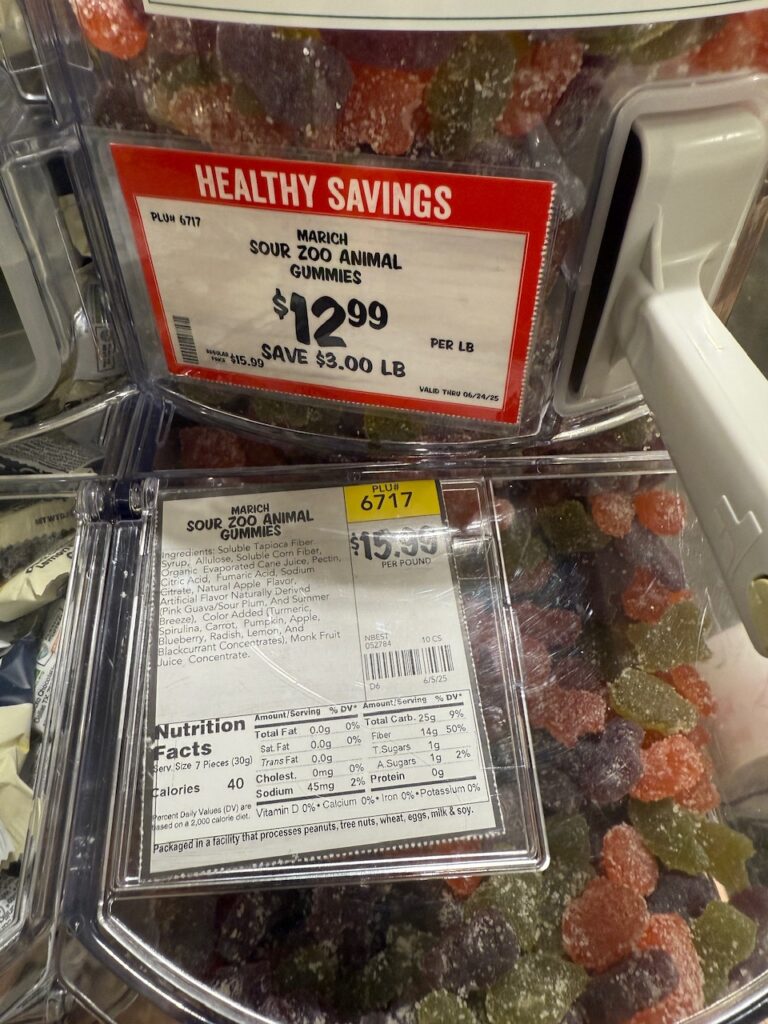 HEALTHY SAVINGS
PLU# 6717
MARICH
SOUR ZOO ANIMAL
GUMMIES
$12.99
PER LB
REGULAR
PRICE $15.99
SAVE $3.00 LB
VALID THRU 06/24/25
MARICH
SOUR ZOO ANIMAL
GUMMIES
PLU#
6717
$15.99
PER POUND
Ingredients: Soluble Tapioca Fiber
Syrup, Allulose, Soluble Corn Fiber,
Organic Evaporated Cane Juice, Pectin,
Citric Acid, Fumaric Acid, Sodium
Citrate, Natural Apple Flavor,
Artificial Flavor Naturally Derived
(Pink Guava/Sour Plum, And Summer
Breeze), Color Added (Turmeric,
Spirulina, Carrot, Pumpkin, Apple,
Blueberry, Radish, Lemon, And
Blackcurrant Concentrates), Monk Fruit
Juice Concentrate.
NBEST 10 CS
052784
D6 6/5/25
Nutrition
Facts
Serv. Size 7 Pieces (30g)
Calories 40
Percent Daily Values (DV) are
based on a 2,000 calorie diet.
Amount/Serving % DV*
Total Fat 0.0g 0%
Sat. Fat 0.0g 0%
Trans Fat 0.0g
Cholest. 0mg 0%
Sodium 45mg 2%
Amount/Serving % DV*
Total Carb. 25g 9%
Fiber 14g 50%
T.Sugars 1g
A.Sugars 1g 2%
Protein 0g
Vitamin D 0% • Calcium 0% • Iron 0% • Potassium 0%
Packaged in a facility that processes peanuts, tree nuts, wheat, eggs, milk & soy.